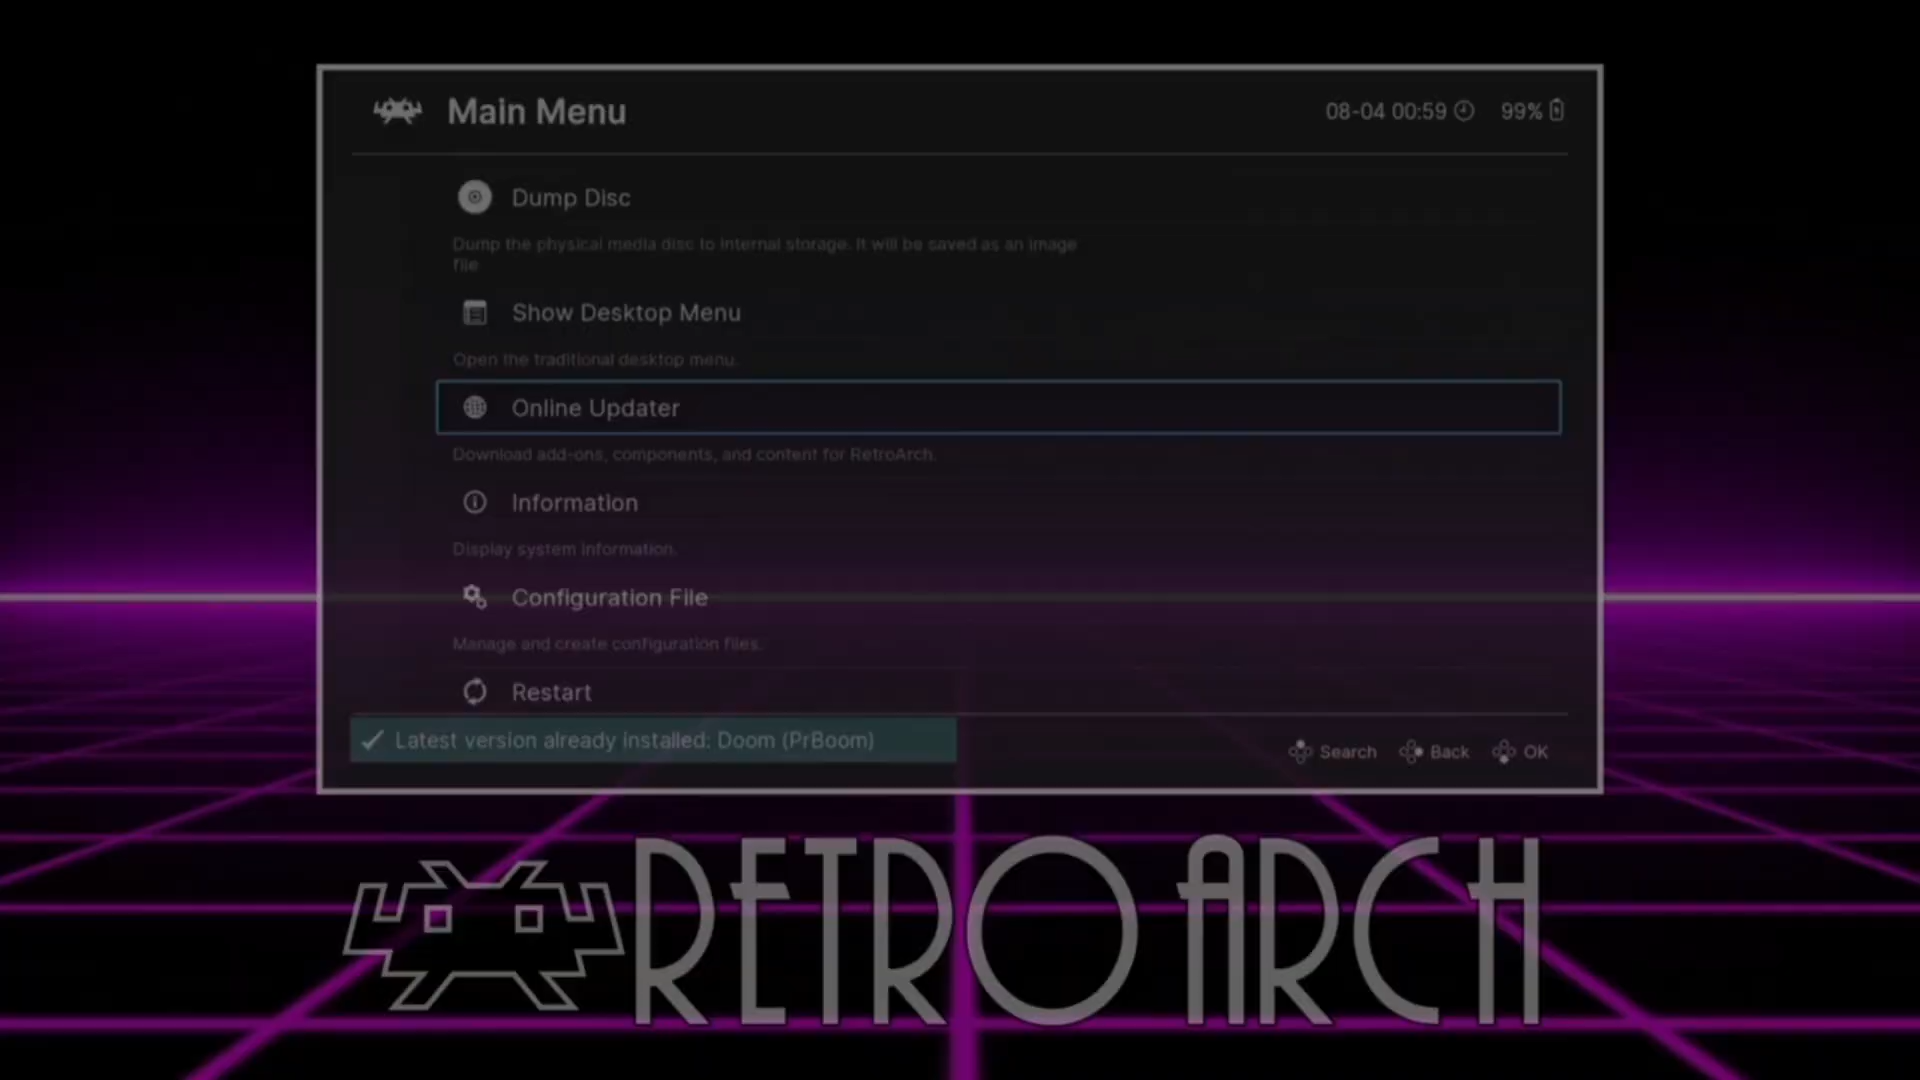 Main Menu
08-04 00:59
99%
Dump Disc
Dump the physical media disc to internal storage. It will be saved as an image
file
Show Desktop Menu
Open the traditional desktop menu.
Online Updater
Download add-ons, components, and content for RetroArch.
Information
Display system information.
Configuration File
Manage and create configuration files.
Restart
Latest version already installed: Doom (PrBoom)
Search
Back
OK
RETROARCH